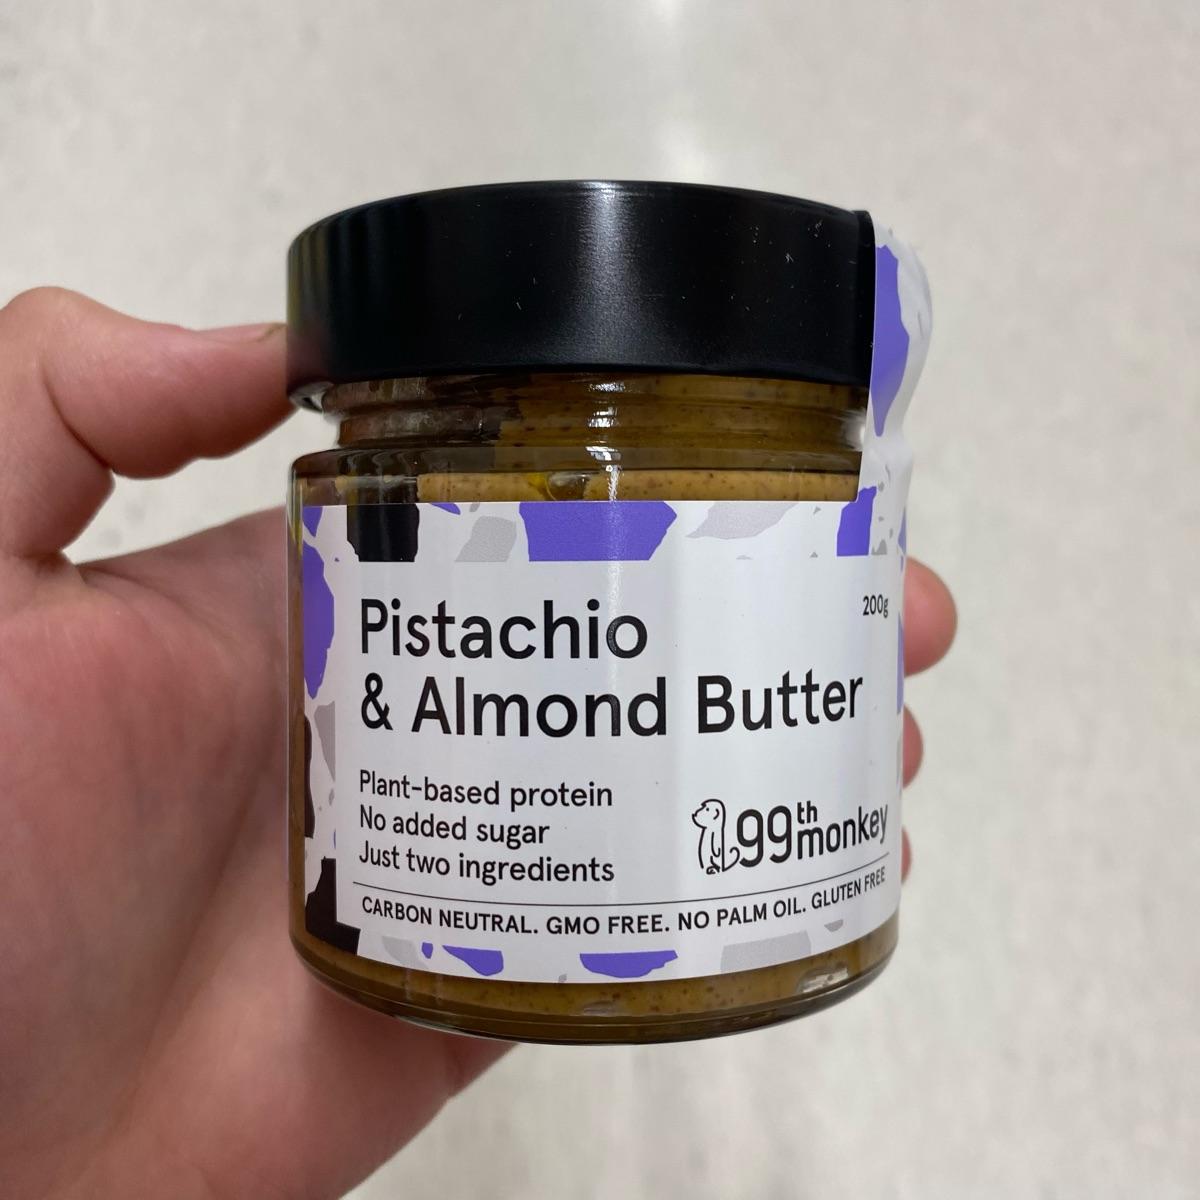 200g
Pistachio
& Almond Butter
Plant-based protein
No added sugar
Just two ingredients
99th monkey
CARBON NEUTRAL. GMO FREE. NO PALM OIL. GLUTEN FREE